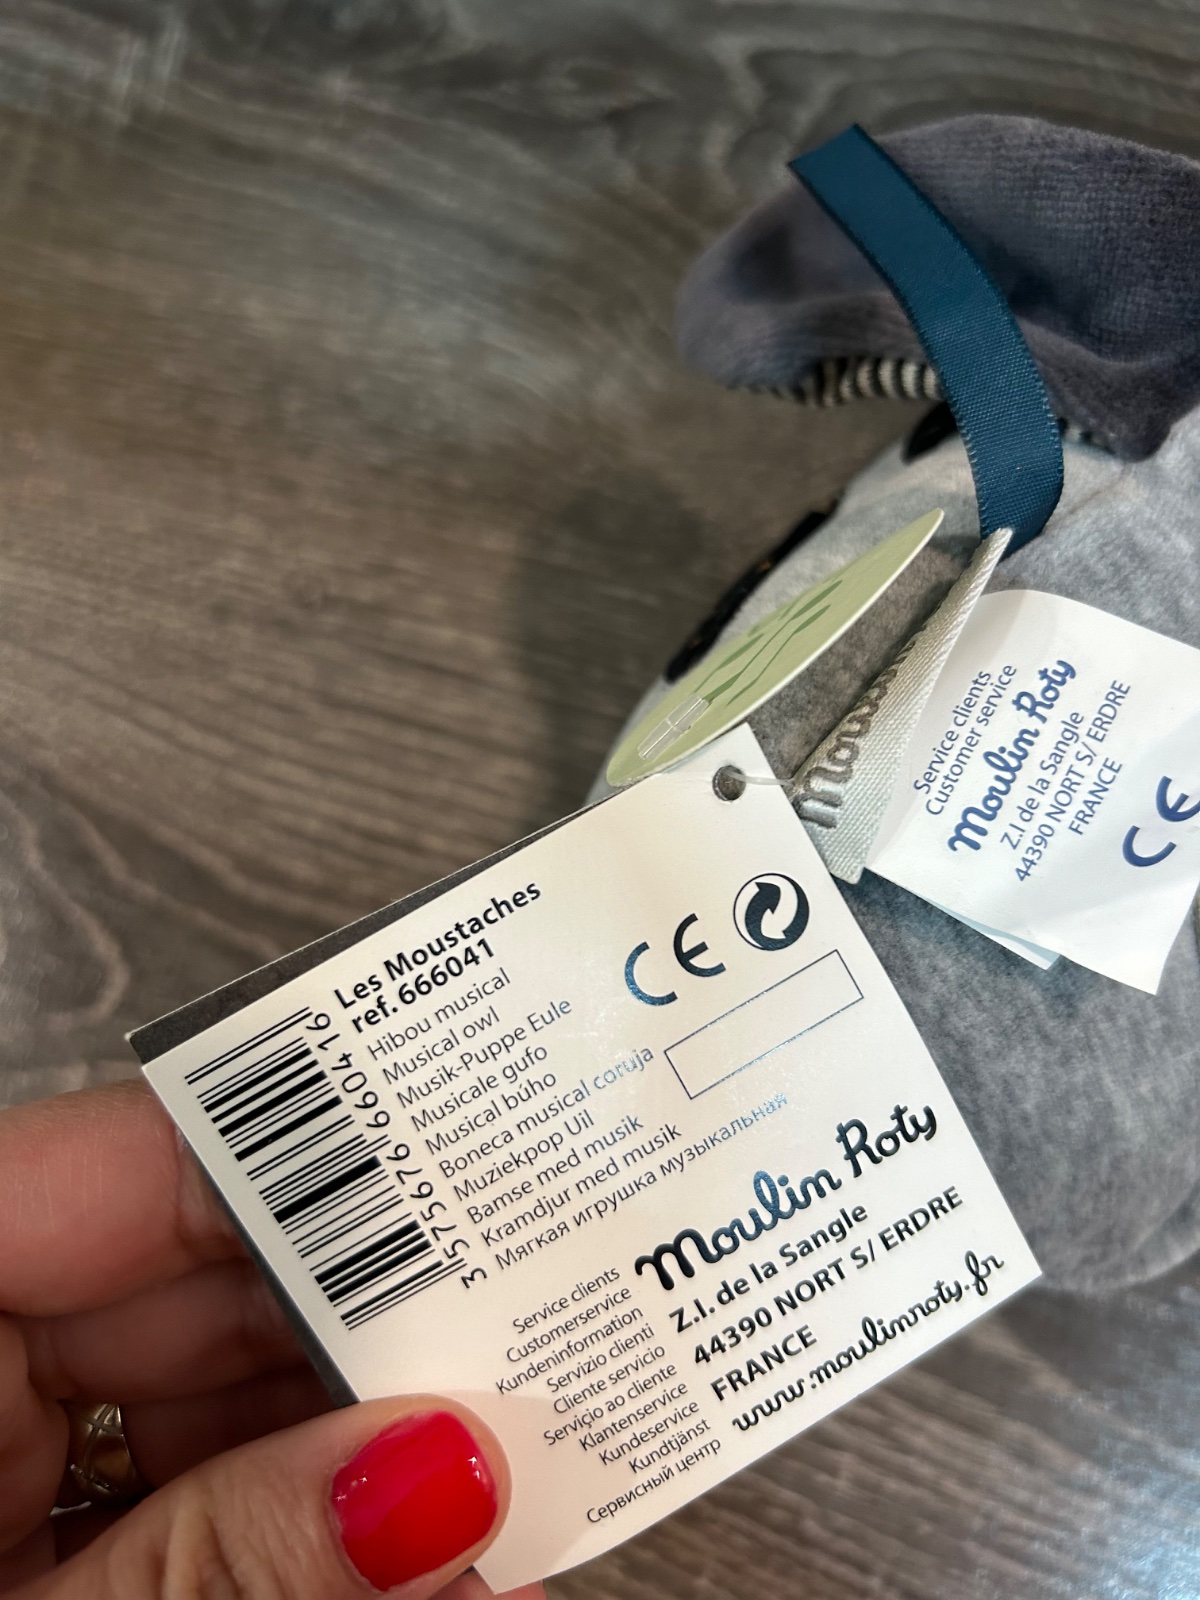 Les Moustaches
ref. 666041
Hibou musical
Musical owl
Musik-Puppe Eule
Musicale gufo
Musical búho
Boneca musical coruja
Muziekpop Uil
Bamse med musik
Kramdjur med musik
Мягкая игрушка музыкальная
3 575676 660416
CE
Service clients
Customerservice
Kundeninformation
Servizio clienti
Cliente servicio
Serviçio ao cliente
Klantenservice
Kundeservice
Kundtjänst
Сервисный центр
Moulin Roty
Z.I. de la Sangle
44390 NORT S/ ERDRE
FRANCE
www.moulinroty.fr
Service clients
Customer service
Moulin Roty
Z.I de la Sangle
44390 NORT S/ ERDRE
FRANCE
CE